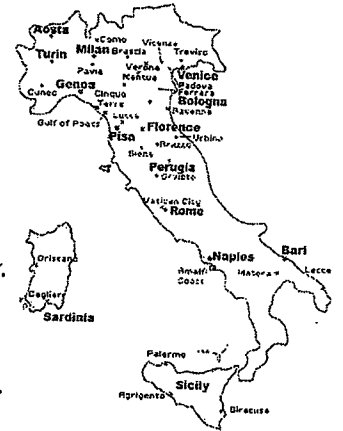 Aosta
Como
Vicenza
Turin
Milan
Brescia
Treviso
Verona
Venice
Pavia
Mantua
Padova
Cuneo
Genoa
Cinque
Ferrara
Terre
Bologna
Lucca
Ravenna
Gulf of Poets
Pisa
Florence
Urbino
Siena
Arezzo
Perugia
Orvieto
Vatican City
Rome
Naples
Bari
Amalfi
Coast
Matera
Lecce
Oristano
Cagliari
Sardinia
Palermo
Sicily
Agrigento
Siracusa